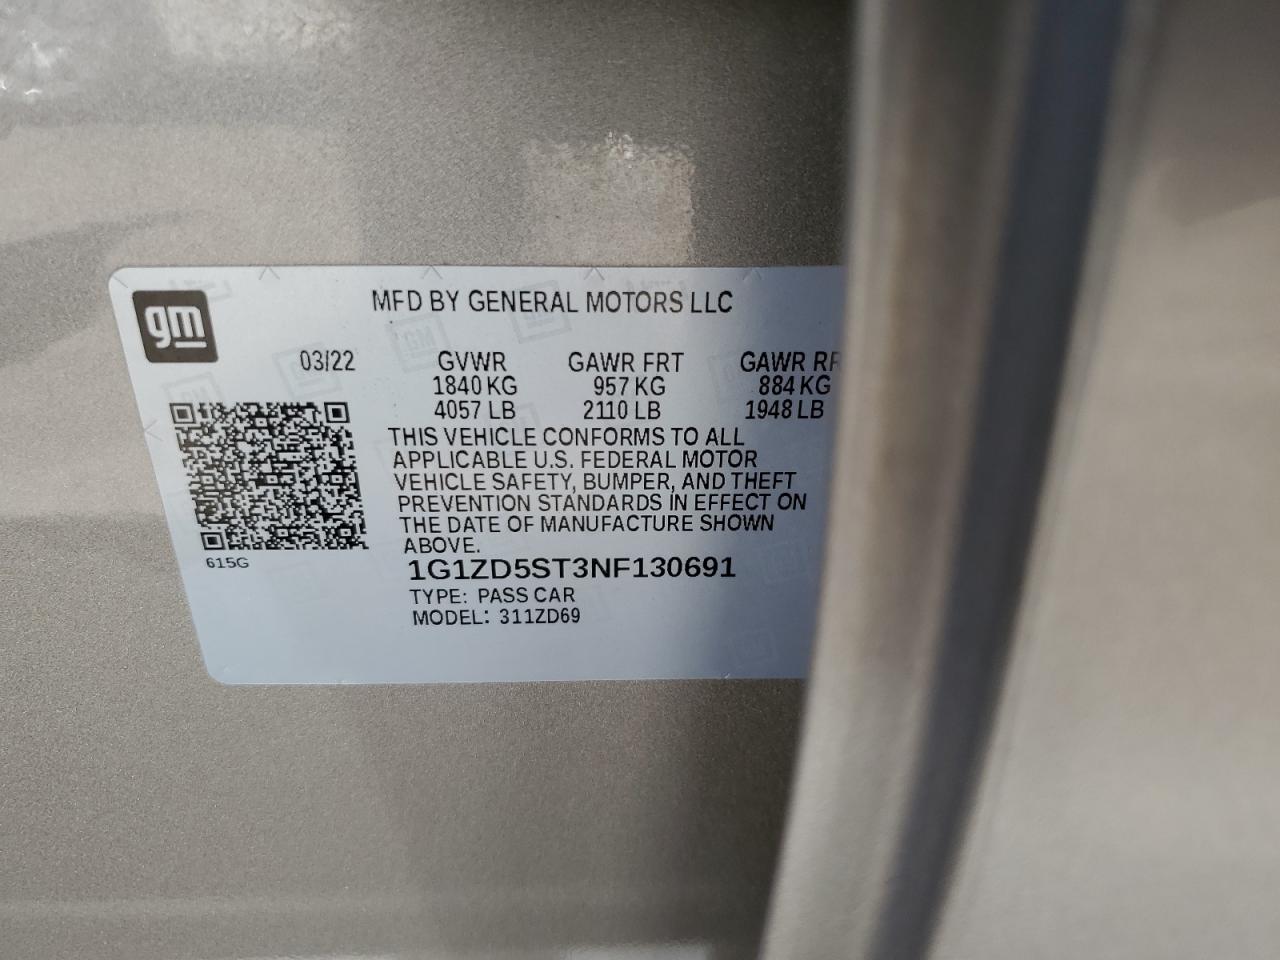 gm
MFD BY GENERAL MOTORS LLC
03/22 GVWR GAWR FRT GAWR RR
1840 KG 957 KG 884 KG
4057 LB 2110 LB 1948 LB
THIS VEHICLE CONFORMS TO ALL
APPLICABLE U.S. FEDERAL MOTOR
VEHICLE SAFETY, BUMPER, AND THEFT
PREVENTION STANDARDS IN EFFECT ON
THE DATE OF MANUFACTURE SHOWN
ABOVE.
615G
1G1ZD5ST3NF130691
TYPE: PASS CAR
MODEL: 311ZD69